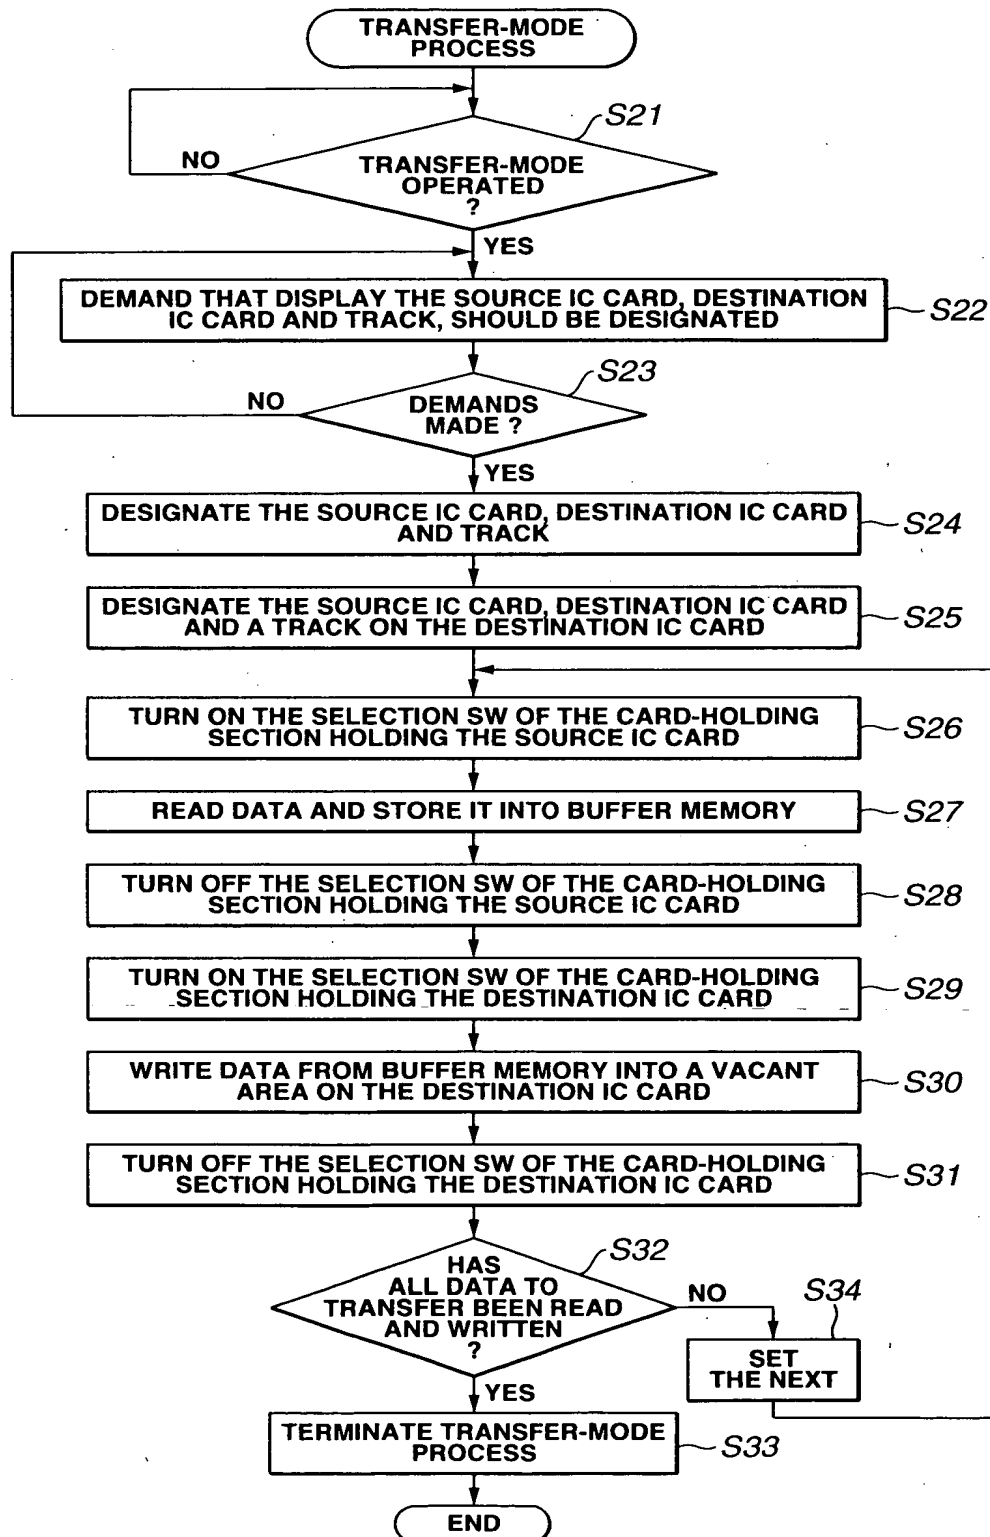 TRANSFER-MODE
PROCESS
S21
NO
TRANSFER-MODE
OPERATED
?
YES
DEMAND THAT DISPLAY THE SOURCE IC CARD, DESTINATION
IC CARD AND TRACK, SHOULD BE DESIGNATED
S22
S23
NO
DEMANDS
MADE ?
YES
DESIGNATE THE SOURCE IC CARD, DESTINATION IC CARD
AND TRACK
S24
DESIGNATE THE SOURCE IC CARD, DESTINATION IC CARD
AND A TRACK ON THE DESTINATION IC CARD
S25
TURN ON THE SELECTION SW OF THE CARD-HOLDING
SECTION HOLDING THE SOURCE IC CARD
S26
READ DATA AND STORE IT INTO BUFFER MEMORY
S27
TURN OFF THE SELECTION SW OF THE CARD-HOLDING
SECTION HOLDING THE SOURCE IC CARD
S28
TURN ON THE SELECTION SW OF THE CARD-HOLDING
SECTION HOLDING THE DESTINATION IC CARD
S29
WRITE DATA FROM BUFFER MEMORY INTO A VACANT
AREA ON THE DESTINATION IC CARD
S30
TURN OFF THE SELECTION SW OF THE CARD-HOLDING
SECTION HOLDING THE DESTINATION IC CARD
S31
S32
HAS
ALL DATA TO
TRANSFER BEEN READ
AND WRITTEN
?
NO
S34
SET
THE NEXT
YES
TERMINATE TRANSFER-MODE
PROCESS
S33
END